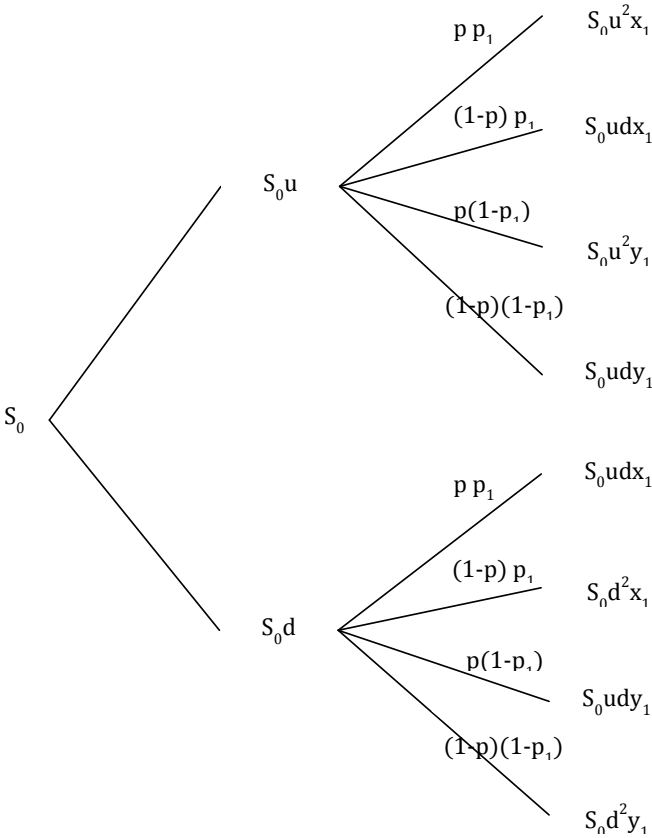 p p₁
S₀u²x₁
(1-p) p₁
S₀udx₁
S₀u
p(1-p₁)
S₀u²y₁
(1-p)(1-p₁)
S₀udy₁
S₀
p p₁
S₀udx₁
(1-p) p₁
S₀d²x₁
S₀d
p(1-p₁)
S₀udy₁
(1-p)(1-p₁)
S₀d²y₁